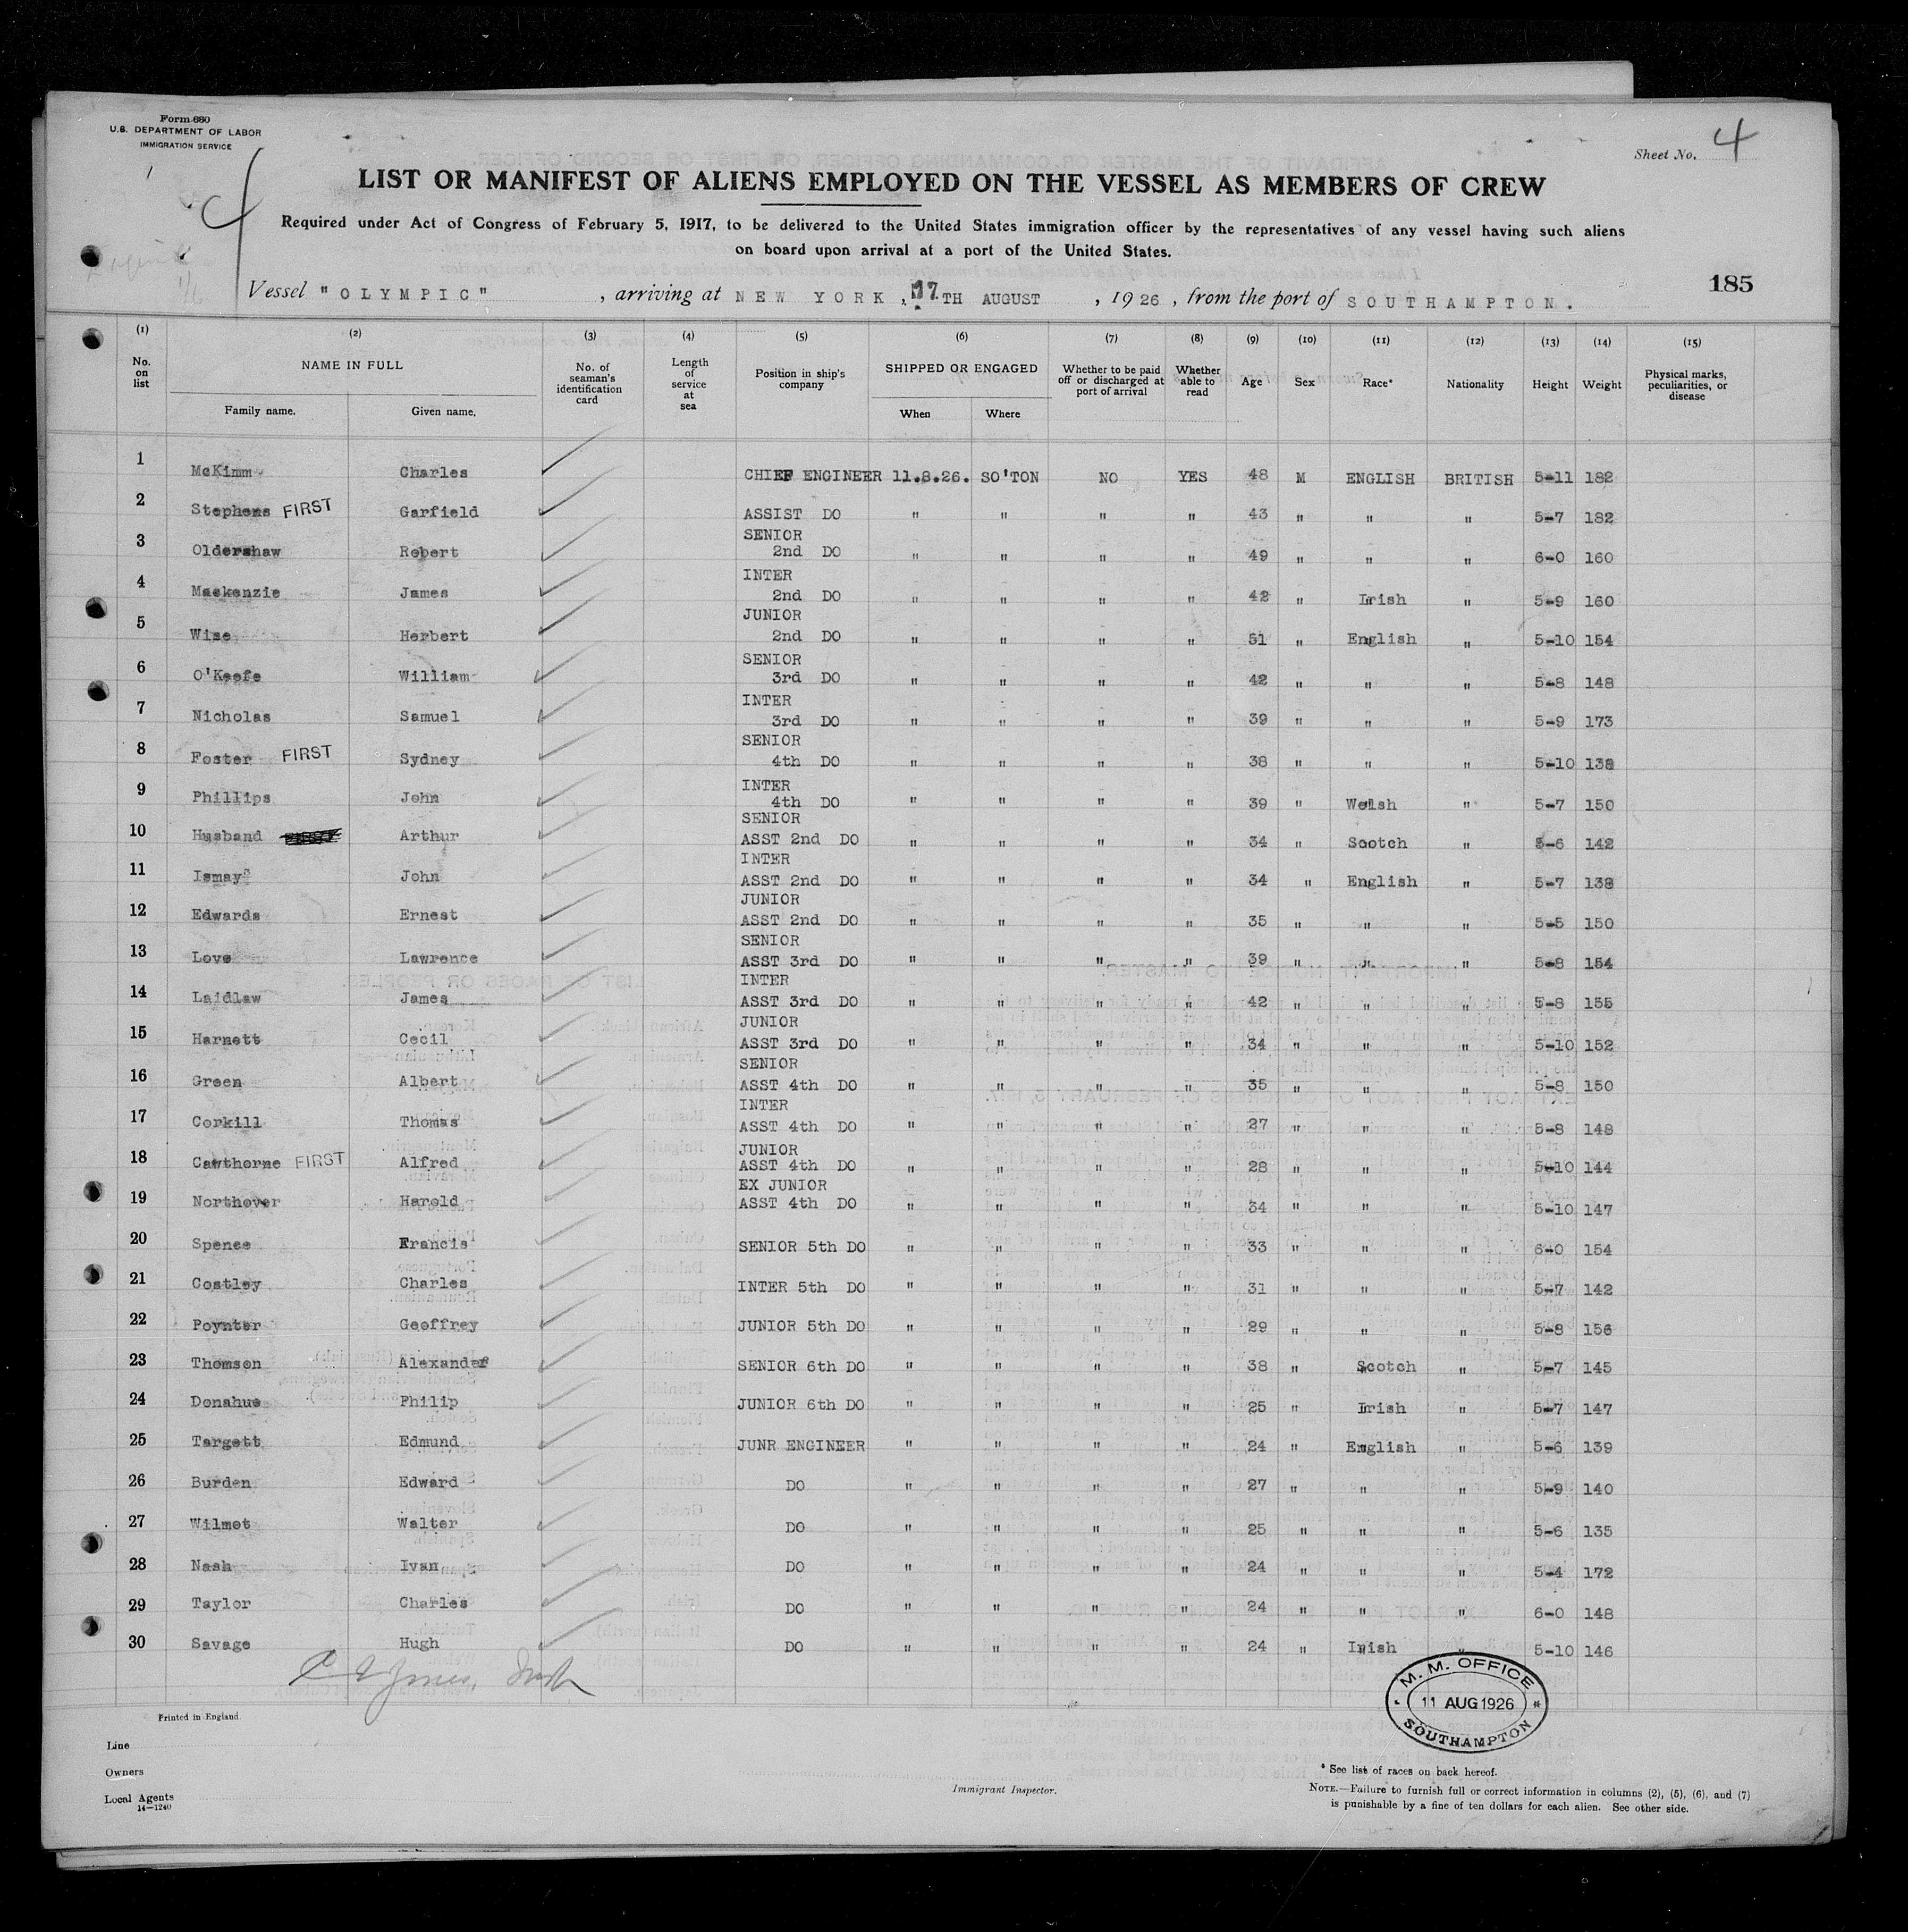 Form 680
U.S. DEPARTMENT OF LABOR
IMMIGRATION SERVICE
4
Sheet No. 4
LIST OR MANIFEST OF ALIENS EMPLOYED ON THE VESSEL AS MEMBERS OF CREW
Required under Act of Congress of February 5, 1917, to be delivered to the United States immigration officer by the representatives of any vessel having such aliens
on board upon arrival at a port of the United States.
185
Vessel "OLYMPIC" , arriving at NEW YORK, 17TH AUGUST , 1926, from the port of SOUTHAMPTON.
(1) (2) (3) (4) (5) (6) (7) (8) (9) (10) (11) (12) (13) (14) (15)
No. on list NAME IN FULL Family name. Given name. No. of seaman's identification card Length of service at sea Position in ship's company SHIPPED OR ENGAGED When Where Whether to be paid off or discharged at port of arrival Whether able to read Age Sex Race* Nationality Height Weight Physical marks, peculiarities, or disease
1 McKimm Charles CHIEF ENGINEER 11.8.26. SO'TON NO YES 48 M ENGLISH BRITISH 5-11 182
2 Stephens FIRST Garfield ASSIST DO " " " " 43 " " " 5-7 182
3 Oldershaw Robert SENIOR 2nd DO " " " " 49 " " " 6-0 160
4 Mackenzie James INTER 2nd DO " " " " 42 " Irish " 5-9 160
5 Wise Herbert JUNIOR 2nd DO " " " " 51 " English " 5-10 154
6 O'Keefe William SENIOR 3rd DO " " " " 42 " " " 5-8 148
7 Nicholas Samuel INTER 3rd DO " " " " 39 " " " 5-9 173
8 Foster FIRST Sydney SENIOR 4th DO " " " " 38 " " " 5-10 138
9 Phillips John INTER 4th DO " " " " 39 " Welsh " 5-7 150
10 Husband Arthur SENIOR ASST 2nd DO " " " " 34 " Scotch " 5-6 142
11 Ismay John INTER ASST 2nd DO " " " " 34 " English " 5-7 138
12 Edwards Ernest JUNIOR ASST 2nd DO " " " " 35 " " " 5-5 150
13 Love Lawrence SENIOR ASST 3rd DO " " " " 39 " " " 5-8 154
14 Laidlaw James INTER ASST 3rd DO " " " " 42 " " " 5-8 155
15 Harnett Cecil JUNIOR ASST 3rd DO " " " " 34 " " " 5-10 152
16 Green Albert SENIOR ASST 4th DO " " " " 35 " " " 5-8 150
17 Corkill Thomas INTER ASST 4th DO " " " " 27 " " " 5-8 148
18 Cawthorne FIRST Alfred JUNIOR ASST 4th DO " " " " 28 " " " 5-10 144
19 Northover Harold EX JUNIOR ASST 4th DO " " " " 34 " " " 5-10 147
20 Spence Francis SENIOR 5th DO " " " " 33 " " " 6-0 154
21 Costley Charles INTER 5th DO " " " " 31 " " " 5-7 142
22 Poynter Geoffrey JUNIOR 5th DO " " " " 29 " " " 5-8 156
23 Thomson Alexander SENIOR 6th DO " " " " 38 " Scotch " 5-7 145
24 Donahue Philip JUNIOR 6th DO " " " " 25 " Irish " 5-7 147
25 Targett Edmund JUNR ENGINEER " " " " 24 " English " 5-6 139
26 Burden Edward DO " " " " 27 " " " 5-9 140
27 Wilmot Walter DO " " " " 25 " " " 5-6 135
28 Nash Ivan DO " " " " 24 " " " 5-4 172
29 Taylor Charles DO " " " " 24 " " " 6-0 148
30 Savage Hugh DO " " " " 24 " Irish " 5-10 146
M. M. OFFICE
11 AUG 1926
SOUTHAMPTON
Printed in England
Line
Owners
Local Agents
14—1240
Immigrant Inspector.
* See list of races on back hereof.
NOTE.—Failure to furnish full or correct information in columns (2), (5), (6), and (7)
is punishable by a fine of ten dollars for each alien. See other side.